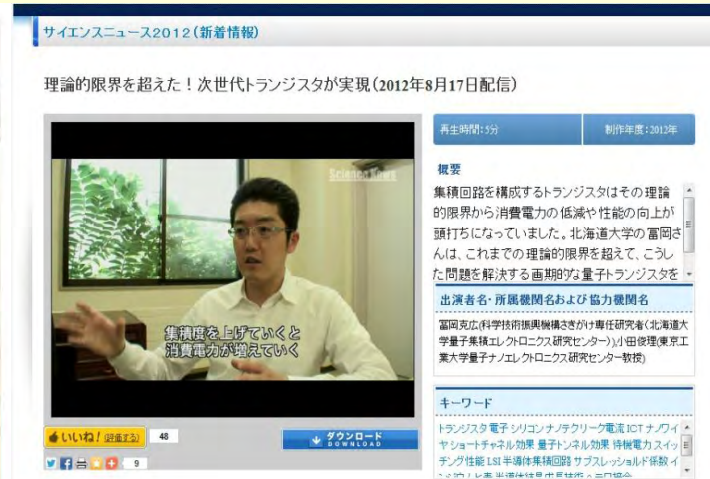 サイエンスニュース2012(新着情報)
理論的限界を超えた!次世代トランジスタが実現(2012年8月17日配信)
Science News
集積度を上げていくと
消費電力が増えていく
いいね!(評価する) 48
ダウンロード
DOWNLOAD
9
再生時間:5分 制作年度:2012年
概要
集積回路を構成するトランジスタはその理論
的限界から消費電力の低減や性能の向上が
頭打ちになっていました。北海道大学の冨岡さ
んは、これまでの理論的限界を超えて、こうし
た問題を解決する画期的な量子トランジスタを
出演者名・所属機関名および協力機関名
冨岡克広(科学技術振興機構さきがけ専任研究者(北海道大
学量子集積エレクトロニクス研究センター)),小田俊理(東京工
業大学量子ナノエレクトロニクス研究センター教授)
キーワード
トランジスタ 電子 シリコン ナノテク リーク電流 ICT ナノワイ
ヤ ショートチャネル効果 量子トンネル効果 待機電力 スイッ
チング性能 LSI 半導体集積回路 サブスレッショルド係数 イ